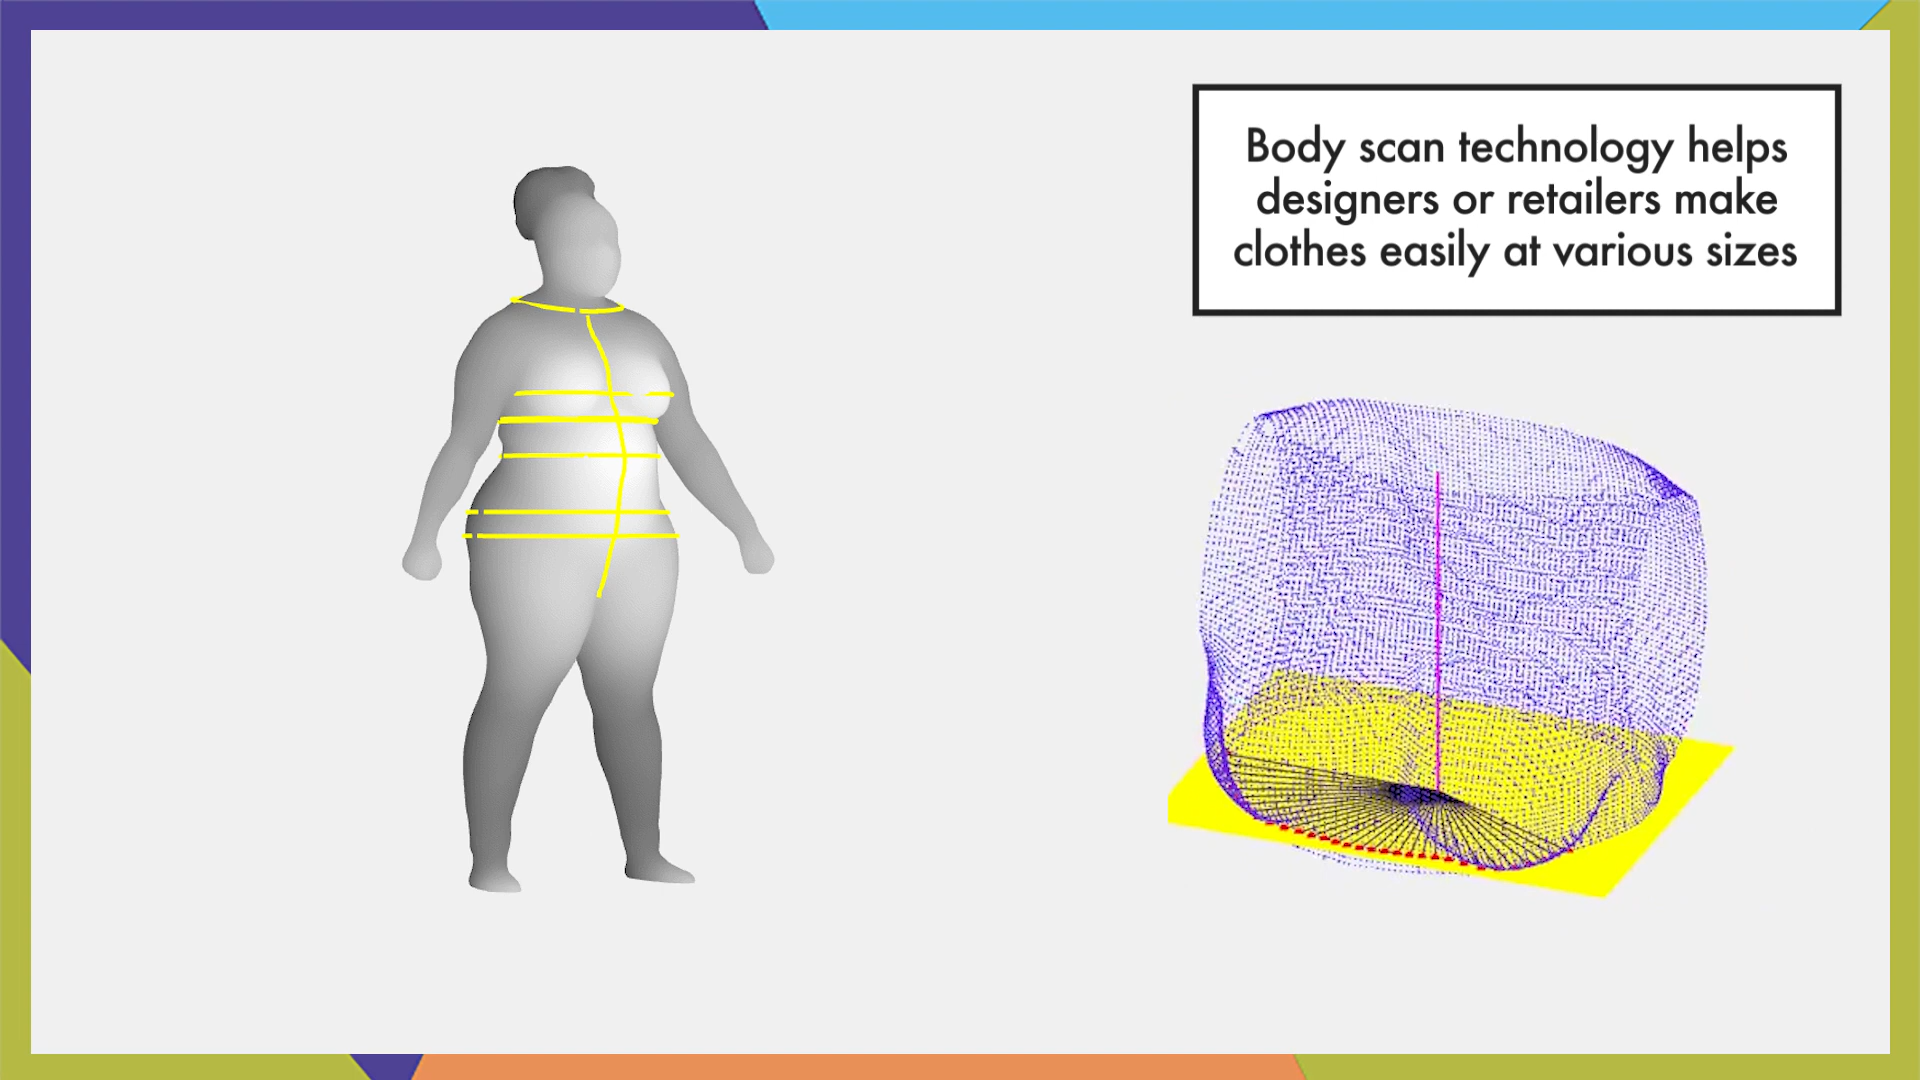 Body scan technology helps
designers or retailers make
clothes easily at various sizes